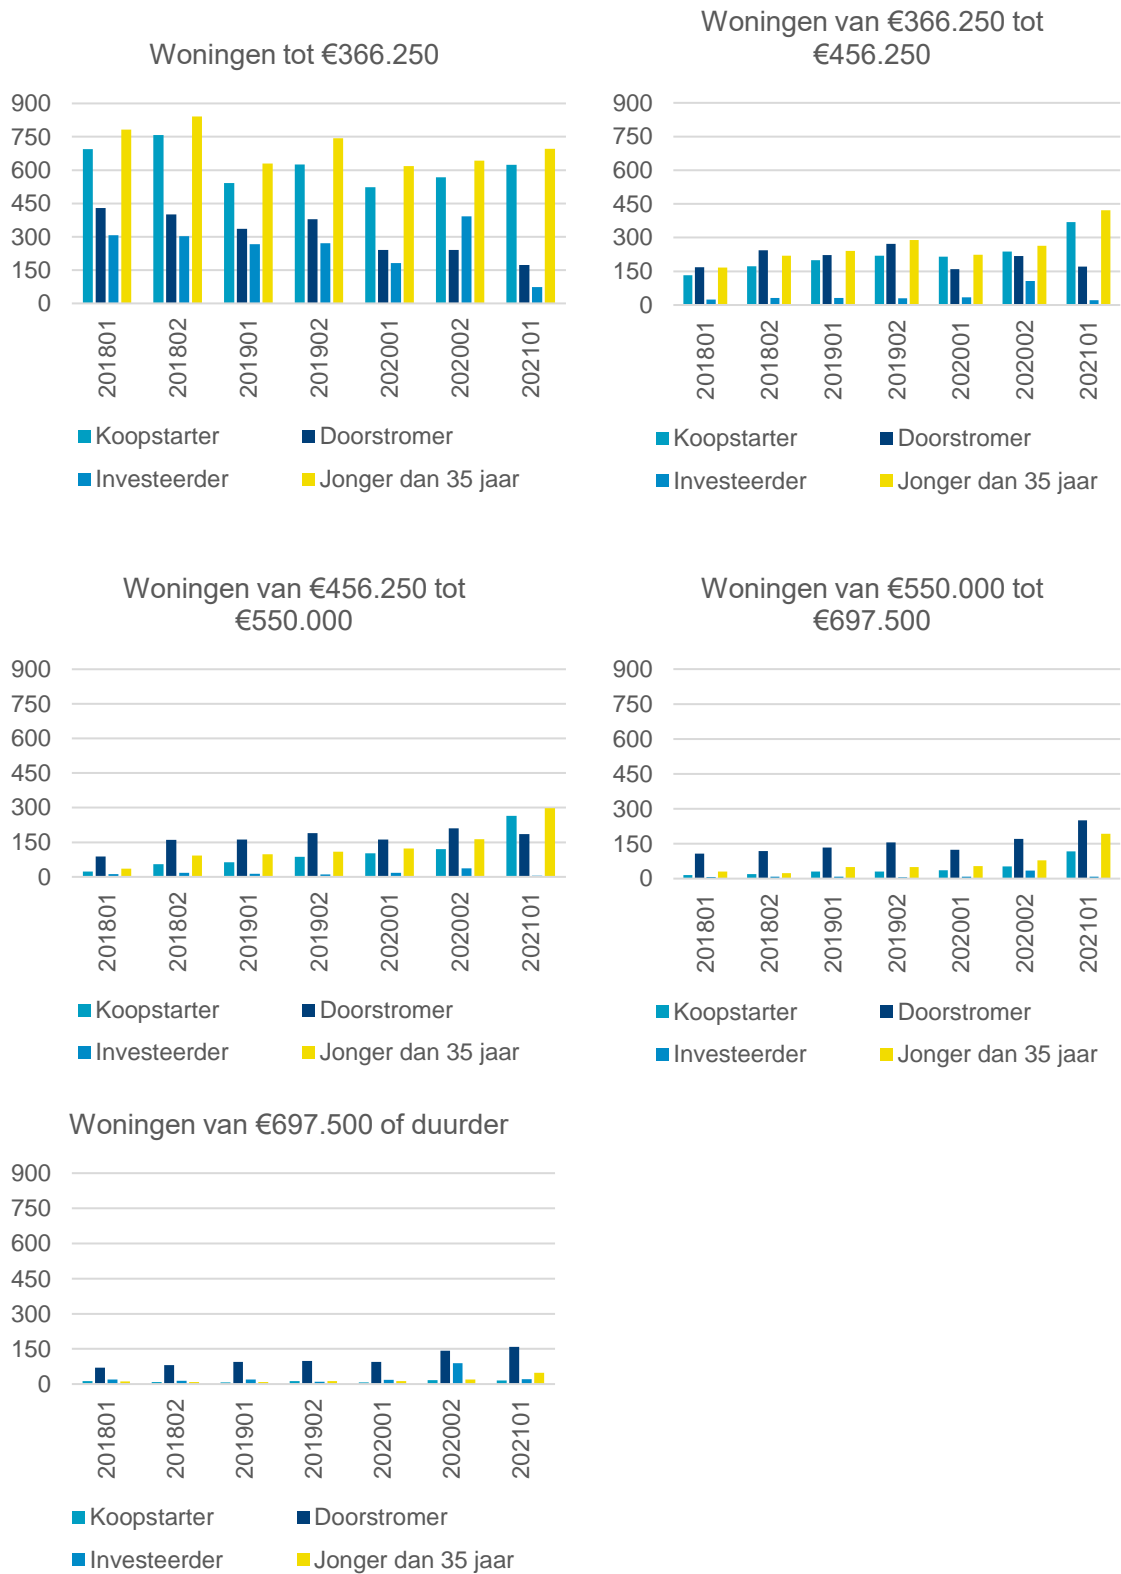 Woningen tot €366.250
900
750
600
450
300
150
0
201801
201802
201901
201902
202001
202002
202101
Koopstarter
Doorstromer
Investeerder
Jonger dan 35 jaar
Woningen van €366.250 tot
€456.250
900
750
600
450
300
150
0
201801
201802
201901
201902
202001
202002
202101
Koopstarter
Doorstromer
Investeerder
Jonger dan 35 jaar
Woningen van €456.250 tot
€550.000
900
750
600
450
300
150
0
201801
201802
201901
201902
202001
202002
202101
Koopstarter
Doorstromer
Investeerder
Jonger dan 35 jaar
Woningen van €550.000 tot
€697.500
900
750
600
450
300
150
0
201801
201802
201901
201902
202001
202002
202101
Koopstarter
Doorstromer
Investeerder
Jonger dan 35 jaar
Woningen van €697.500 of duurder
900
750
600
450
300
150
0
201801
201802
201901
201902
202001
202002
202101
Koopstarter
Doorstromer
Investeerder
Jonger dan 35 jaar